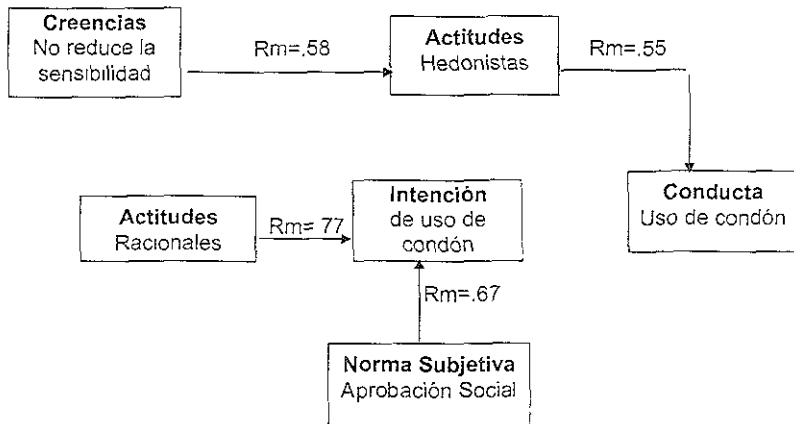 Creencias
No reduce la
sensibilidad
Rm=.58
Actitudes
Hedonistas
Rm=.55
Conducta
Uso de condón
Actitudes
Racionales
Rm= 77
Intención
de uso de
condón
Rm=.67
Norma Subjetiva
Aprobación Social